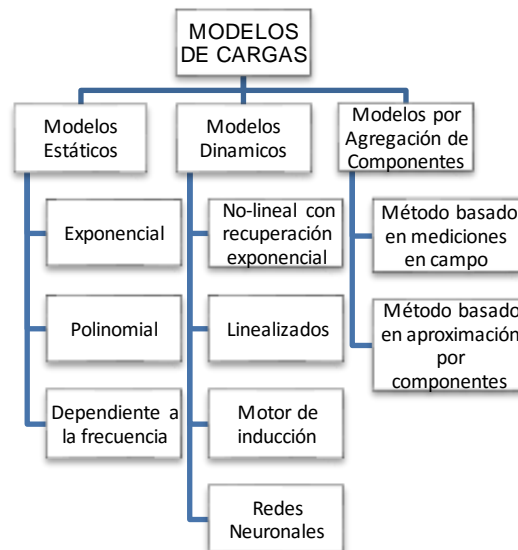 MODELOS
DE CARGAS
Modelos
Estáticos
Modelos
Dinamicos
Modelos por
Agregación de
Componentes
Exponencial
Polinomial
Dependiente a
la frecuencia
No-lineal con
recuperación
exponencial
Linealizados
Motor de
inducción
Redes
Neuronales
Método basado
en mediciones
en campo
Método basado
en aproximación
por
componentes